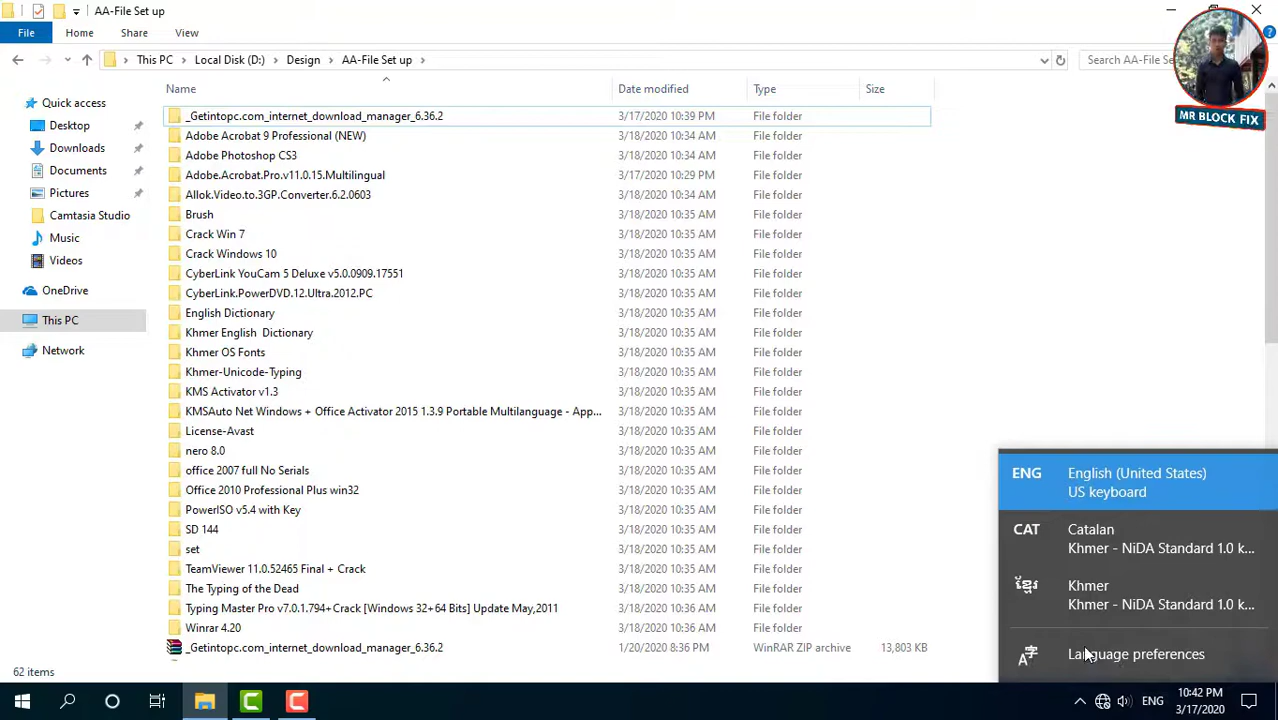 AA-File Set up
File Home Share View
This PC Local Disk (D:) Design AA-File Set up
Search AA-File Se
MR BLOCK FIX
Name Date modified Type Size
Quick access
Desktop
Downloads
Documents
Pictures
Camtasia Studio
Music
Videos
OneDrive
This PC
Network
_Getintopc.com_internet_download_manager_6.36.2 3/17/2020 10:39 PM File folder
Adobe Acrobat 9 Professional (NEW) 3/18/2020 10:34 AM File folder
Adobe Photoshop CS3 3/18/2020 10:34 AM File folder
Adobe.Acrobat.Pro.v11.0.15.Multilingual 3/17/2020 10:29 PM File folder
Allok.Video.to.3GP.Converter.6.2.0603 3/18/2020 10:34 AM File folder
Brush 3/18/2020 10:35 AM File folder
Crack Win 7 3/18/2020 10:35 AM File folder
Crack Windows 10 3/18/2020 10:35 AM File folder
CyberLink YouCam 5 Deluxe v5.0.0909.17551 3/18/2020 10:35 AM File folder
CyberLink.PowerDVD.12.Ultra.2012.PC 3/18/2020 10:35 AM File folder
English Dictionary 3/18/2020 10:35 AM File folder
Khmer English Dictionary 3/18/2020 10:35 AM File folder
Khmer OS Fonts 3/18/2020 10:35 AM File folder
Khmer-Unicode-Typing 3/18/2020 10:35 AM File folder
KMS Activator v1.3 3/18/2020 10:35 AM File folder
KMSAuto Net Windows + Office Activator 2015 1.3.9 Portable Multilanguage - App... 3/18/2020 10:35 AM File folder
License-Avast 3/18/2020 10:35 AM File folder
nero 8.0 3/18/2020 10:35 AM File folder
office 2007 full No Serials 3/18/2020 10:35 AM File folder
Office 2010 Professional Plus win32 3/18/2020 10:35 AM File folder
PowerISO v5.4 with Key 3/18/2020 10:35 AM File folder
SD 144 3/18/2020 10:35 AM File folder
set 3/18/2020 10:35 AM File folder
TeamViewer 11.0.52465 Final + Crack 3/18/2020 10:35 AM File folder
The Typing of the Dead 3/18/2020 10:35 AM File folder
Typing Master Pro v7.0.1.794+Crack [Windows 32+64 Bits] Update May,2011 3/18/2020 10:36 AM File folder
Winrar 4.20 3/18/2020 10:36 AM File folder
_Getintopc.com_internet_download_manager_6.36.2 1/20/2020 8:36 PM WinRAR ZIP archive 13,803 KB
62 items
ENG English (United States)
US keyboard
CAT Catalan
Khmer - NiDA Standard 1.0 k...
ខ្មែរ Khmer
Khmer - NiDA Standard 1.0 k...
Language preferences
ENG
10:42 PM
3/17/2020